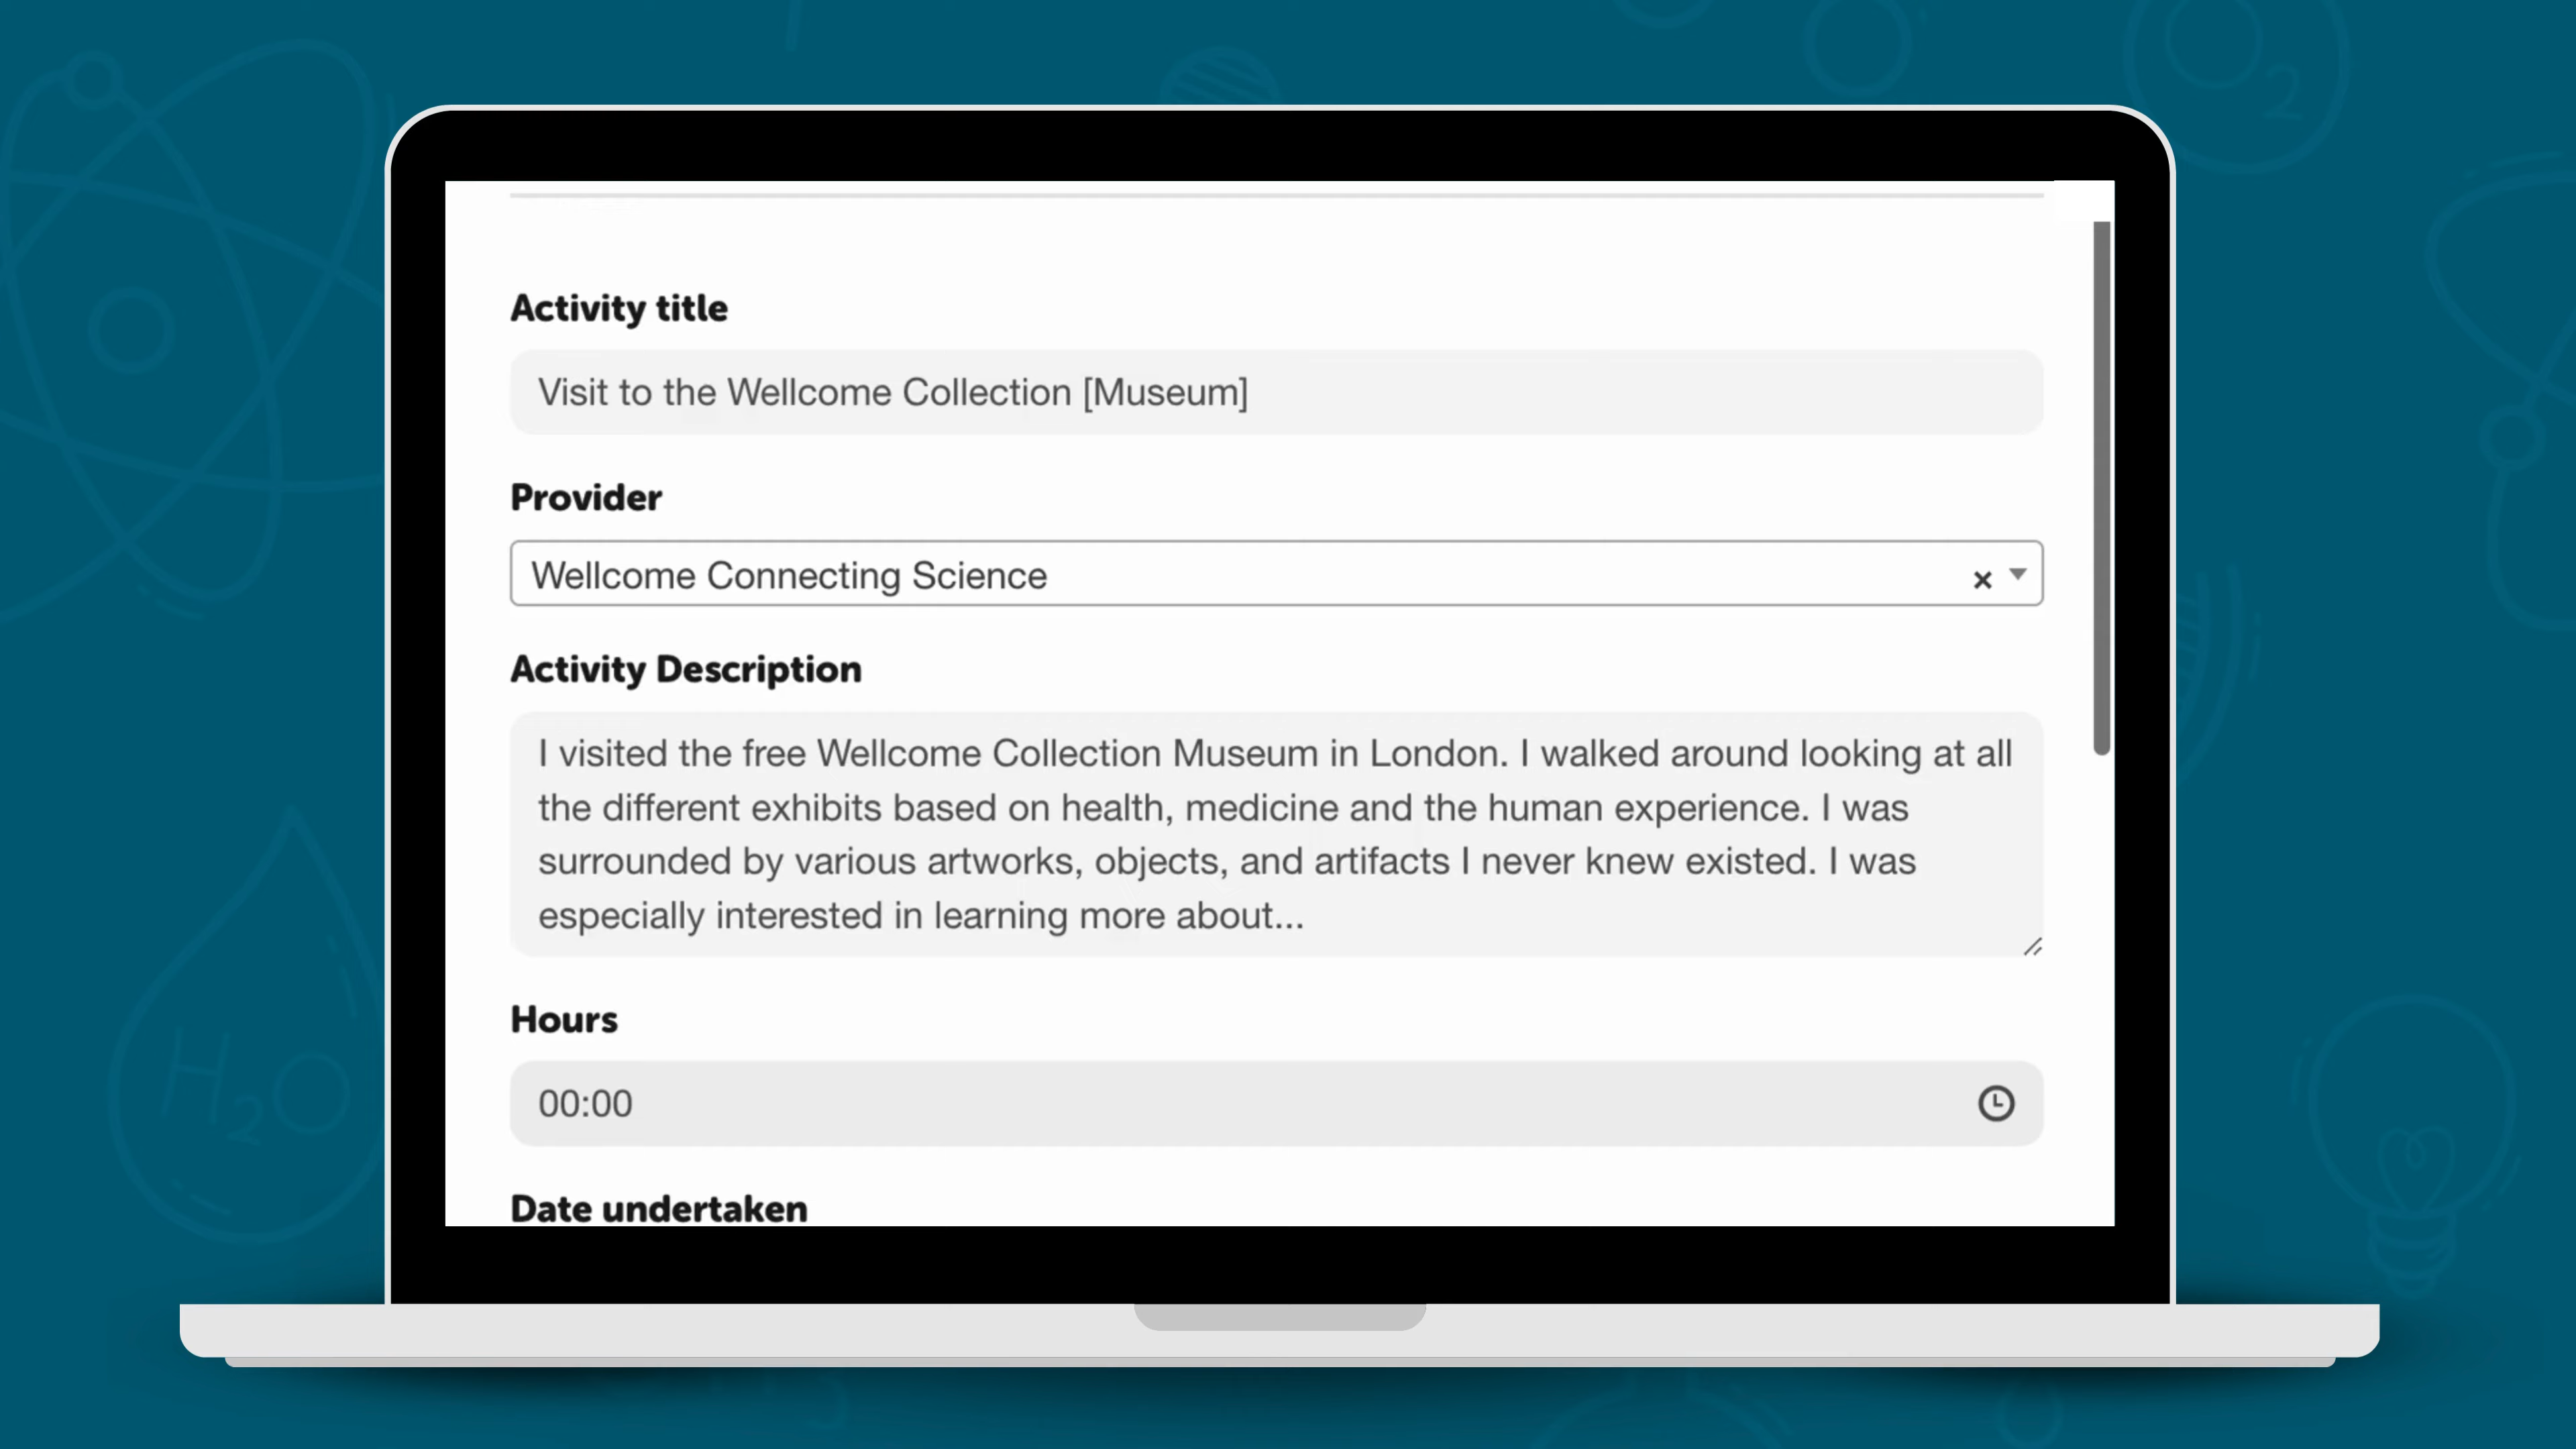 Activity title
Visit to the Wellcome Collection [Museum]
Provider
Wellcome Connecting Science
Activity Description
I visited the free Wellcome Collection Museum in London. I walked around looking at all
the different exhibits based on health, medicine and the human experience. I was
surrounded by various artworks, objects, and artifacts I never knew existed. I was
especially interested in learning more about...
Hours
00:00
Date undertaken
O2
H2O